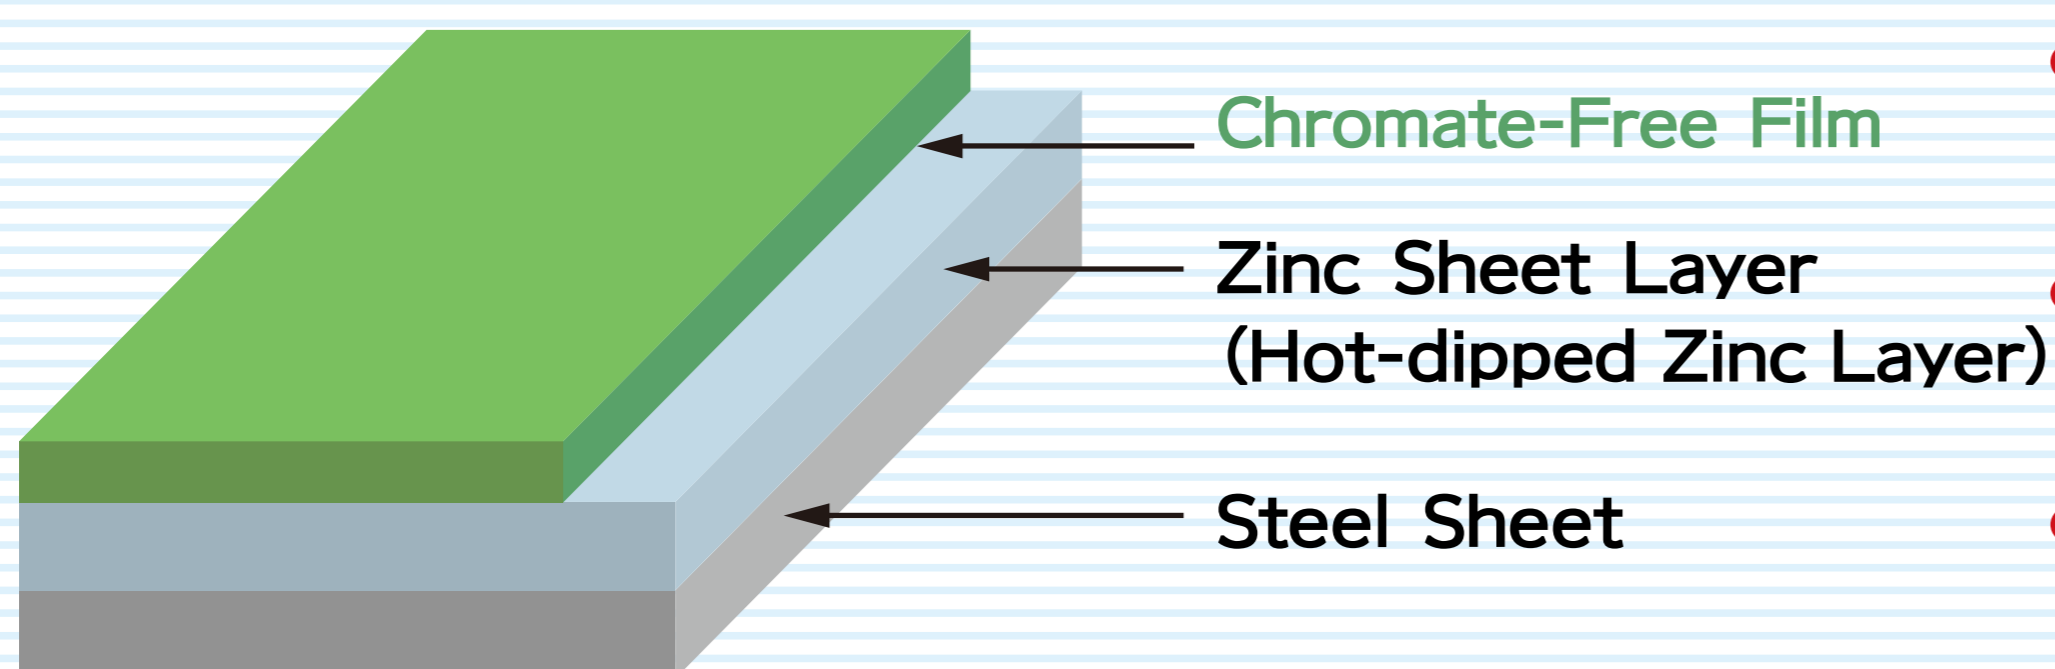 Chromate-Free Film
Zinc Sheet Layer
(Hot-dipped Zinc Layer)
Steel Sheet